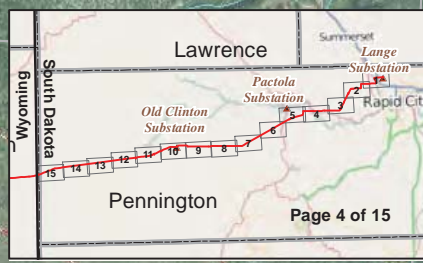 Summerset
Lawrence
Lange
Substation
Wyoming
South Dakota
Pactola
Substation
Old Clinton
Substation
Rapid City
1
2
3
4
5
6
7
8
9
10
11
12
13
14
15
Pennington
Page 4 of 15